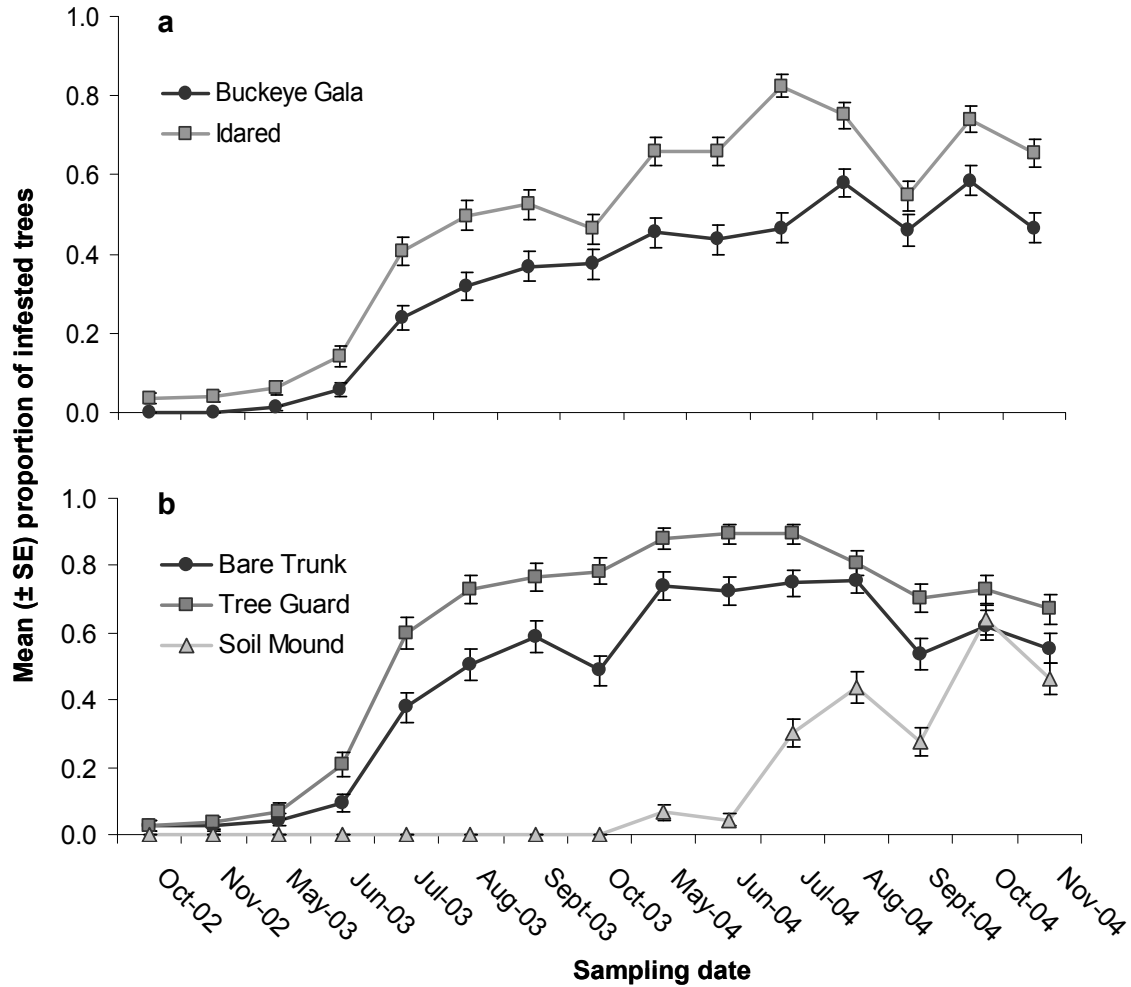 Mean (± SE) proportion of infested trees
a
1.0
0.8
0.6
0.4
0.2
0.0
Buckeye Gala
Idared
b
1.0
0.8
0.6
0.4
0.2
0.0
Bare Trunk
Tree Guard
Soil Mound
Oct-02
Nov-02
May-03
Jun-03
Jul-03
Aug-03
Sept-03
Oct-03
May-04
Jun-04
Jul-04
Aug-04
Sept-04
Oct-04
Nov-04
Sampling date